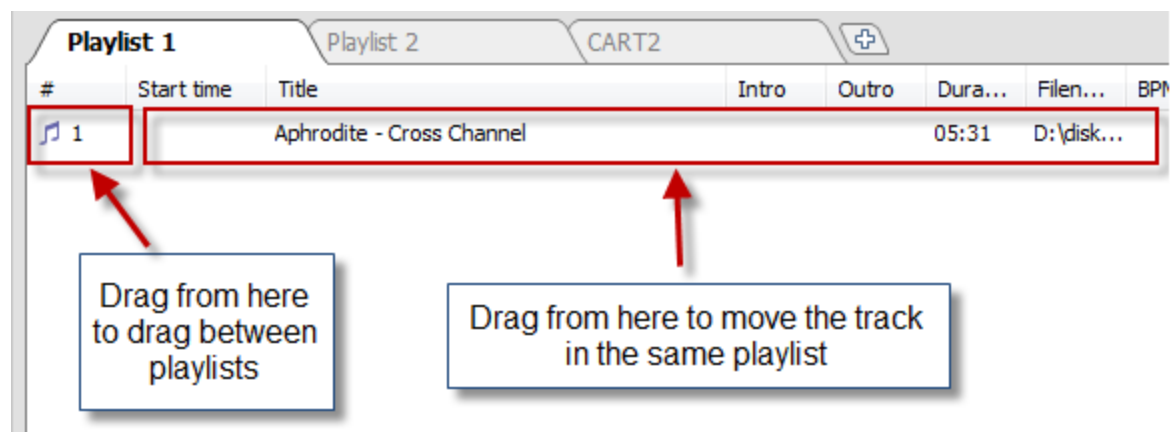 Playlist 1 Playlist 2 CART2
# Start time Title Intro Outro Dura... Filen... BPM
1 Aphrodite - Cross Channel 05:31 D:\disk...
Drag from here
to drag between
playlists
Drag from here to move the track
in the same playlist